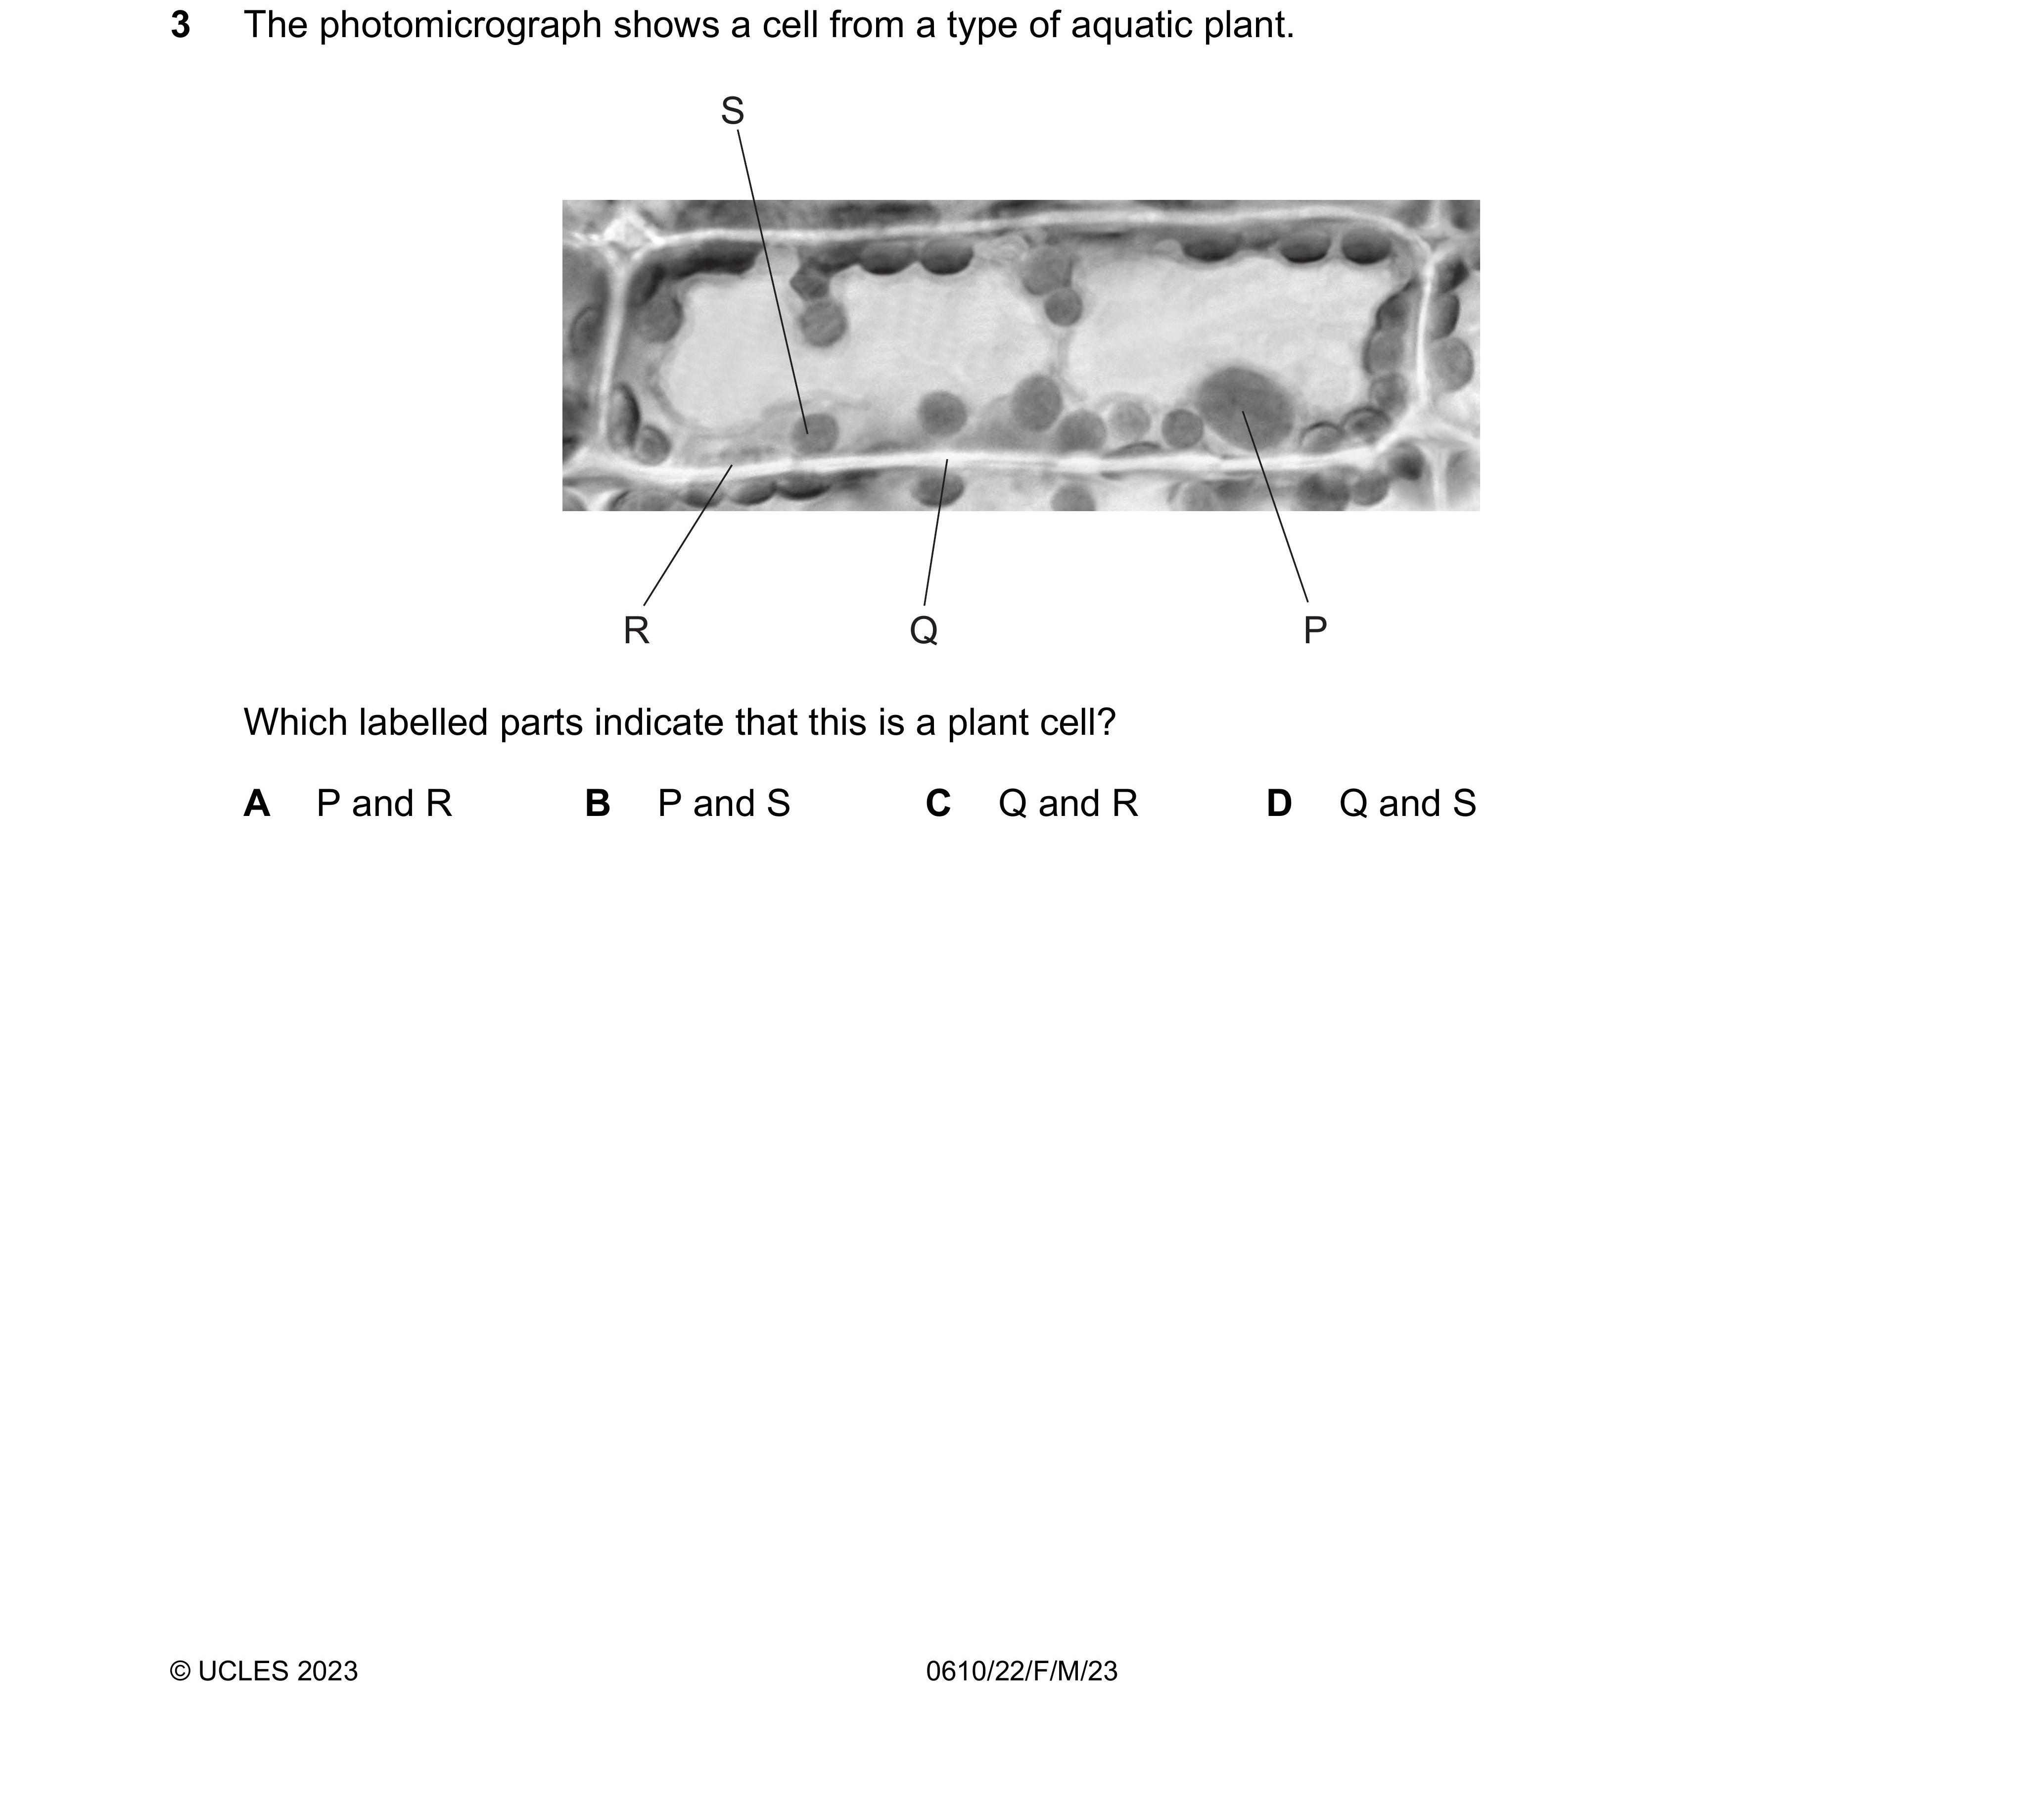 3 The photomicrograph shows a cell from a type of aquatic plant.
S
R Q P
Which labelled parts indicate that this is a plant cell?
A P and R B P and S C Q and R D Q and S
© UCLES 2023 0610/22/F/M/23